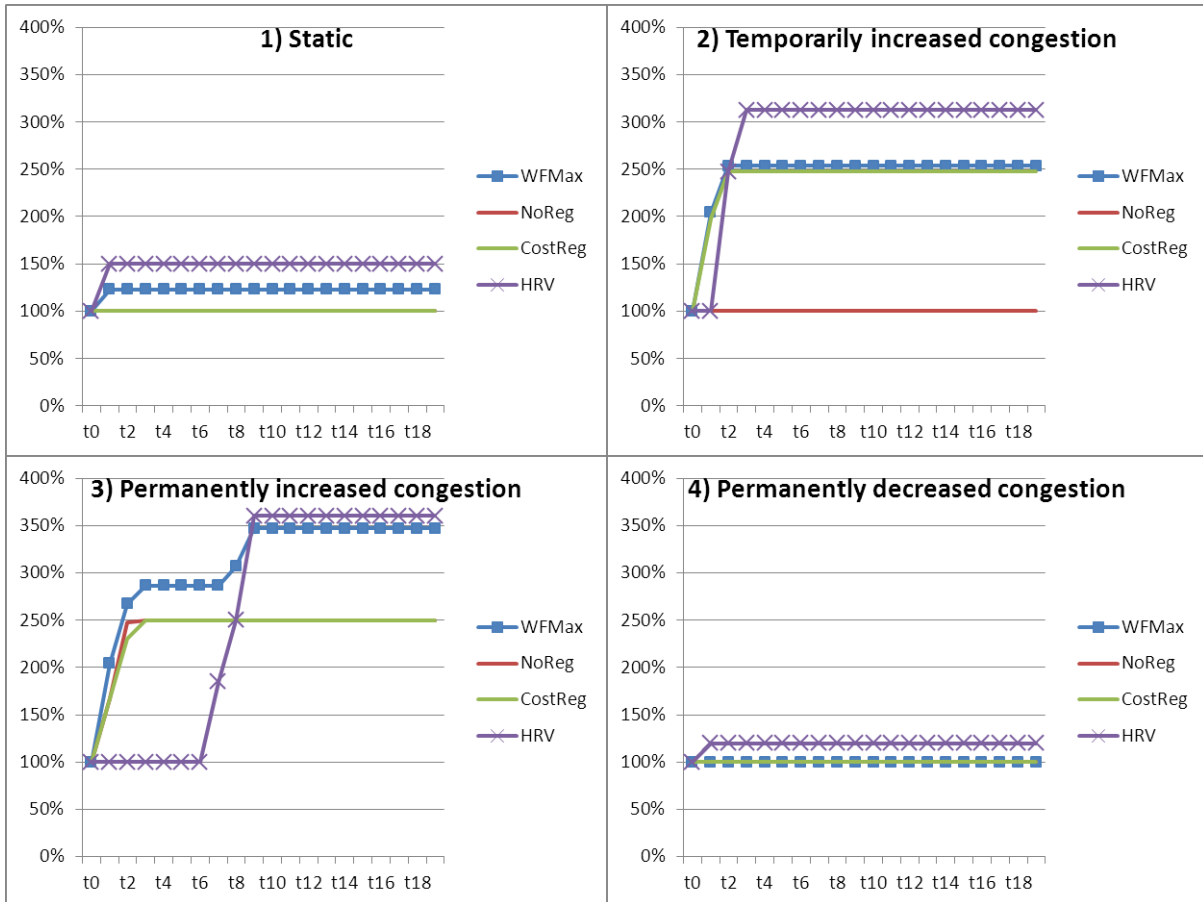 1) Static
400%
350%
300%
250%
200%
150%
100%
50%
0%
t0 t2 t4 t6 t8 t10 t12 t14 t16 t18
WFMax
NoReg
CostReg
HRV
2) Temporarily increased congestion
400%
350%
300%
250%
200%
150%
100%
50%
0%
t0 t2 t4 t6 t8 t10 t12 t14 t16 t18
WFMax
NoReg
CostReg
HRV
3) Permanently increased congestion
400%
350%
300%
250%
200%
150%
100%
50%
0%
t0 t2 t4 t6 t8 t10 t12 t14 t16 t18
WFMax
NoReg
CostReg
HRV
4) Permanently decreased congestion
400%
350%
300%
250%
200%
150%
100%
50%
0%
t0 t2 t4 t6 t8 t10 t12 t14 t16 t18
WFMax
NoReg
CostReg
HRV